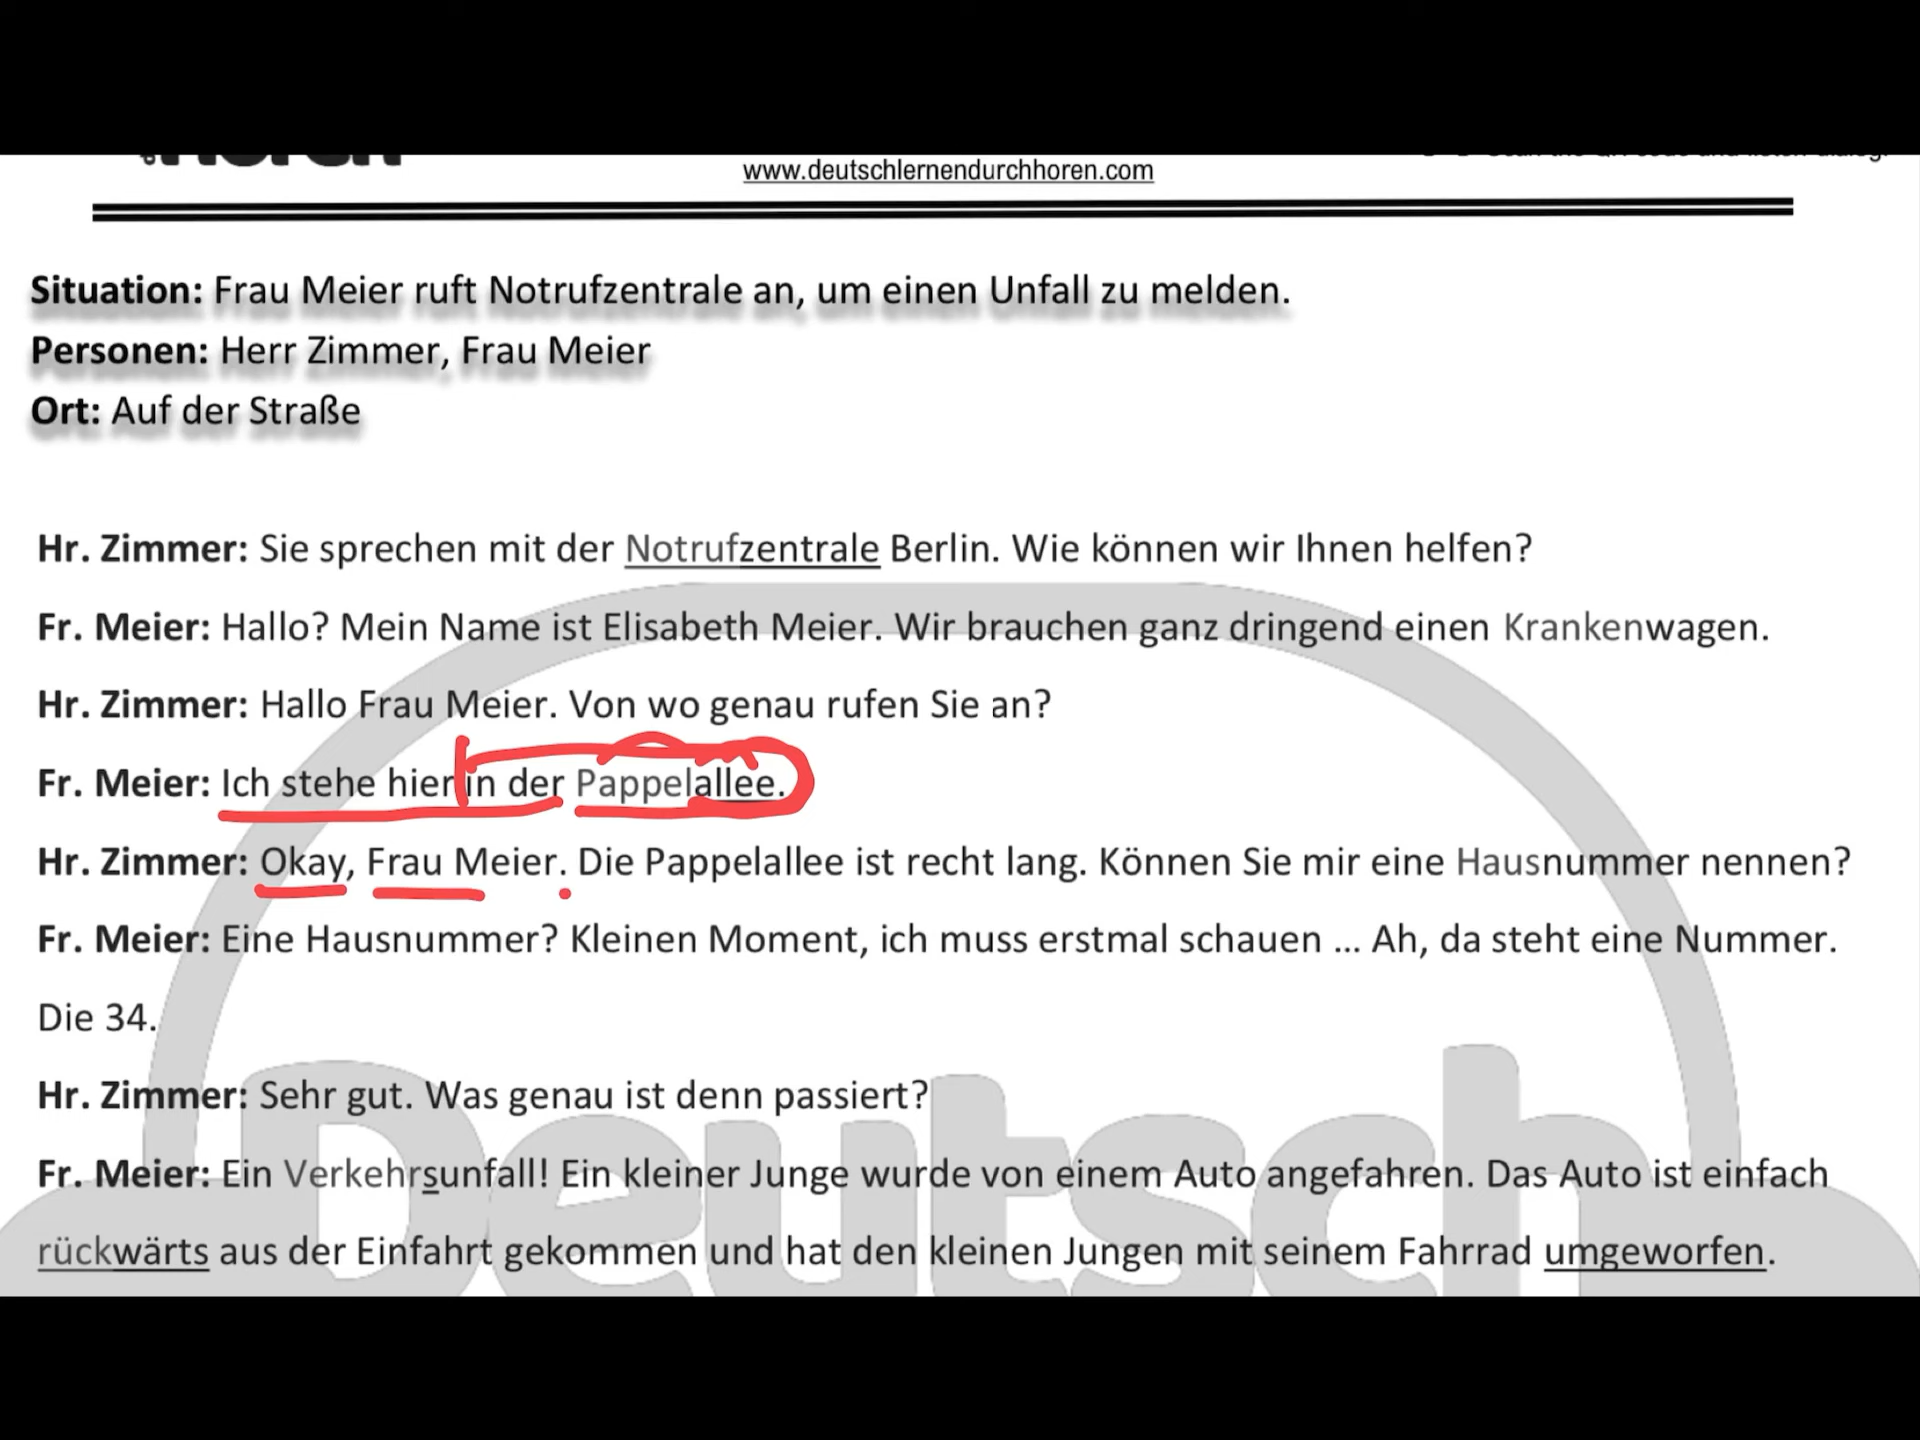 www.deutschlernendurchhoren.com
Situation: Frau Meier ruft Notrufzentrale an, um einen Unfall zu melden.
Personen: Herr Zimmer, Frau Meier
Ort: Auf der Straße
Hr. Zimmer: Sie sprechen mit der Notrufzentrale Berlin. Wie können wir Ihnen helfen?
Fr. Meier: Hallo? Mein Name ist Elisabeth Meier. Wir brauchen ganz dringend einen Krankenwagen.
Hr. Zimmer: Hallo Frau Meier. Von wo genau rufen Sie an?
Fr. Meier: Ich stehe hier in der Pappelallee.
Hr. Zimmer: Okay, Frau Meier. Die Pappelallee ist recht lang. Können Sie mir eine Hausnummer nennen?
Fr. Meier: Eine Hausnummer? Kleinen Moment, ich muss erstmal schauen ... Ah, da steht eine Nummer.
Die 34.
Hr. Zimmer: Sehr gut. Was genau ist denn passiert?
Fr. Meier: Ein Verkehrsunfall! Ein kleiner Junge wurde von einem Auto angefahren. Das Auto ist einfach
rückwärts aus der Einfahrt gekommen und hat den kleinen Jungen mit seinem Fahrrad umgeworfen.
Deutsch